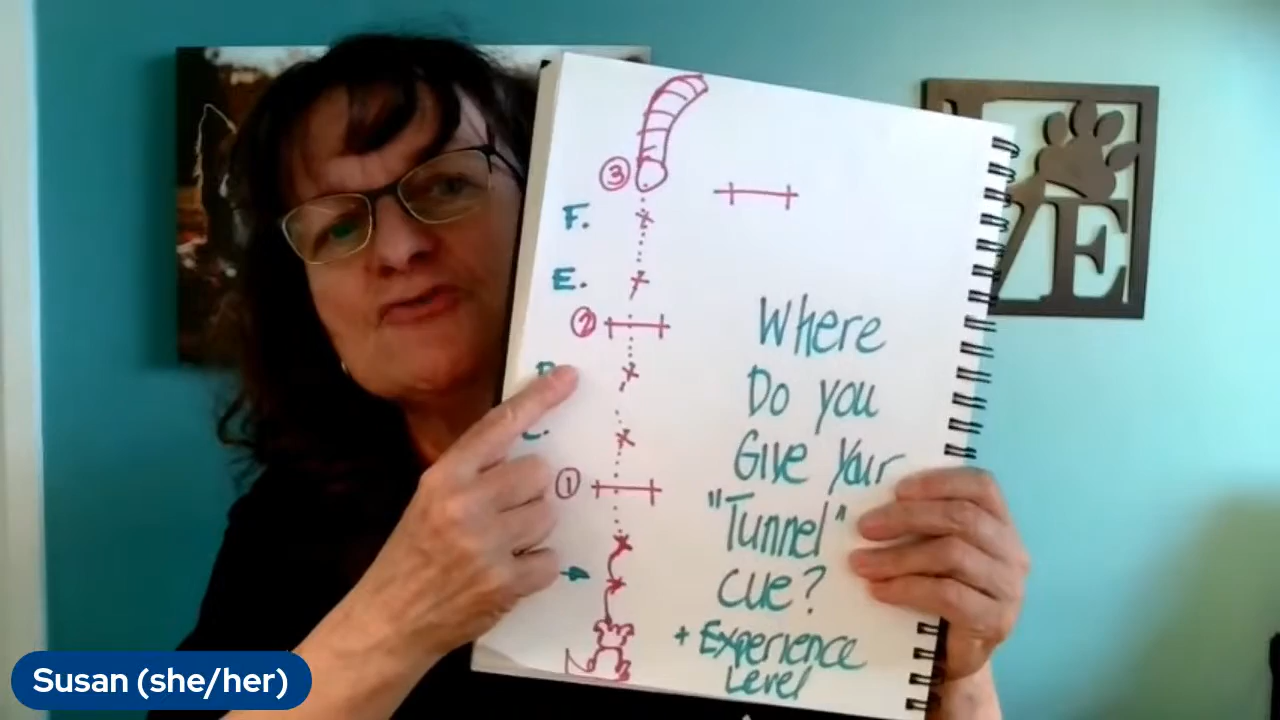 ③
F.
E.
②
①
Where
Do you
Give Your
"Tunnel"
Cue?
+ Experience
Level
VE
Susan (she/her)